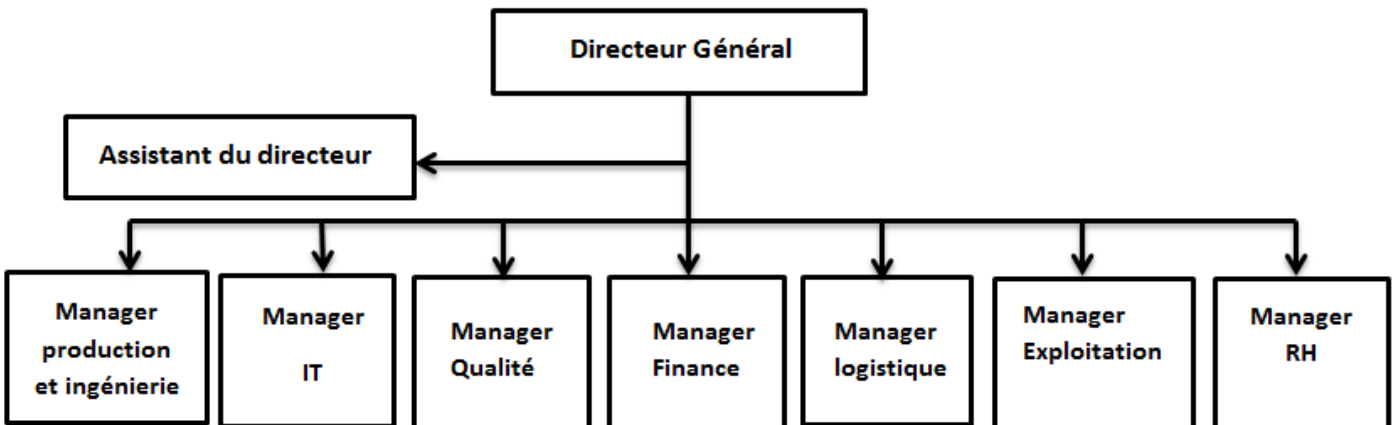 Directeur Général
Assistant du directeur
Manager
production
et ingénierie
Manager
IT
Manager
Qualité
Manager
Finance
Manager
logistique
Manager
Exploitation
Manager
RH